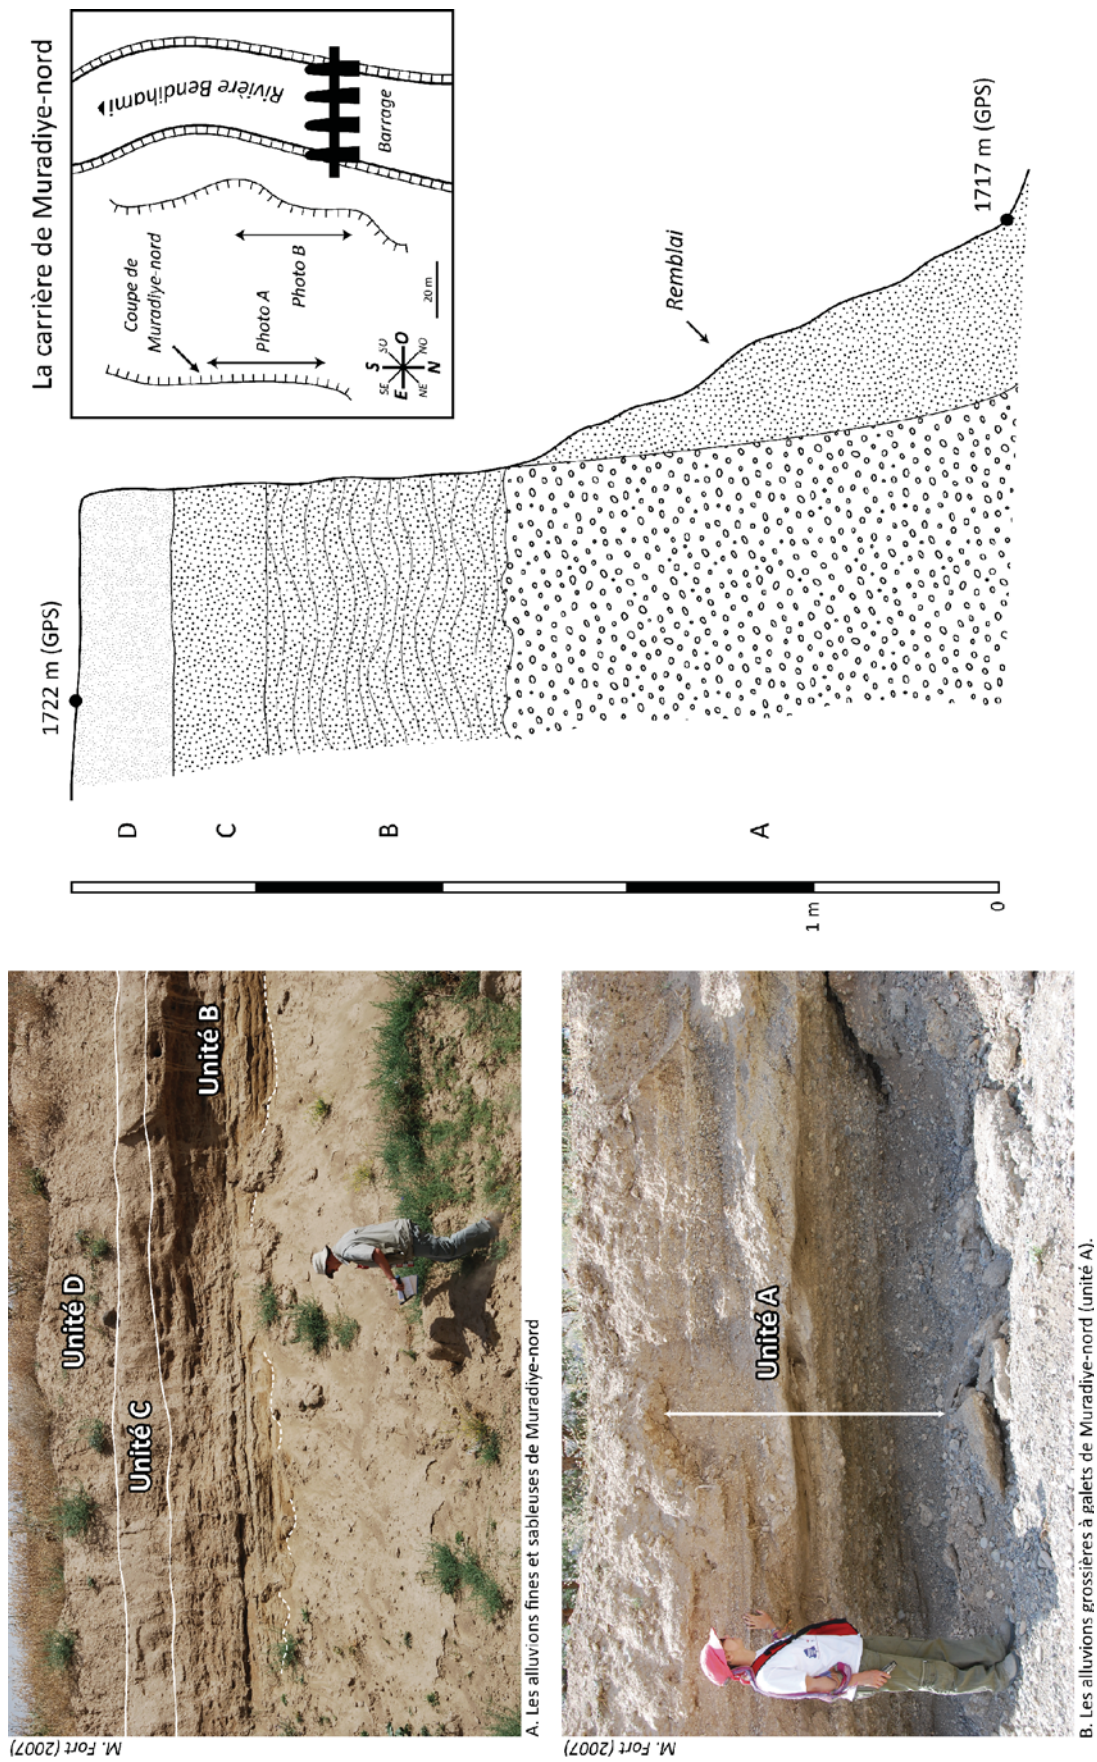 La carrière de Muradiye-nord
Rivière Bendihami
Barrage
Coupe de
Muradiye-nord
Photo A
Photo B
20 m
S
SO
O
NO
N
NE
E
SE
1722 m (GPS)
1717 m (GPS)
Remblai
D
C
B
A
1 m
0
Unité D
Unité C
Unité B
M. Fort (2007)
A. Les alluvions fines et sableuses de Muradiye-nord
Unité A
M. Fort (2007)
B. Les alluvions grossières à galets de Muradiye-nord (unité A).